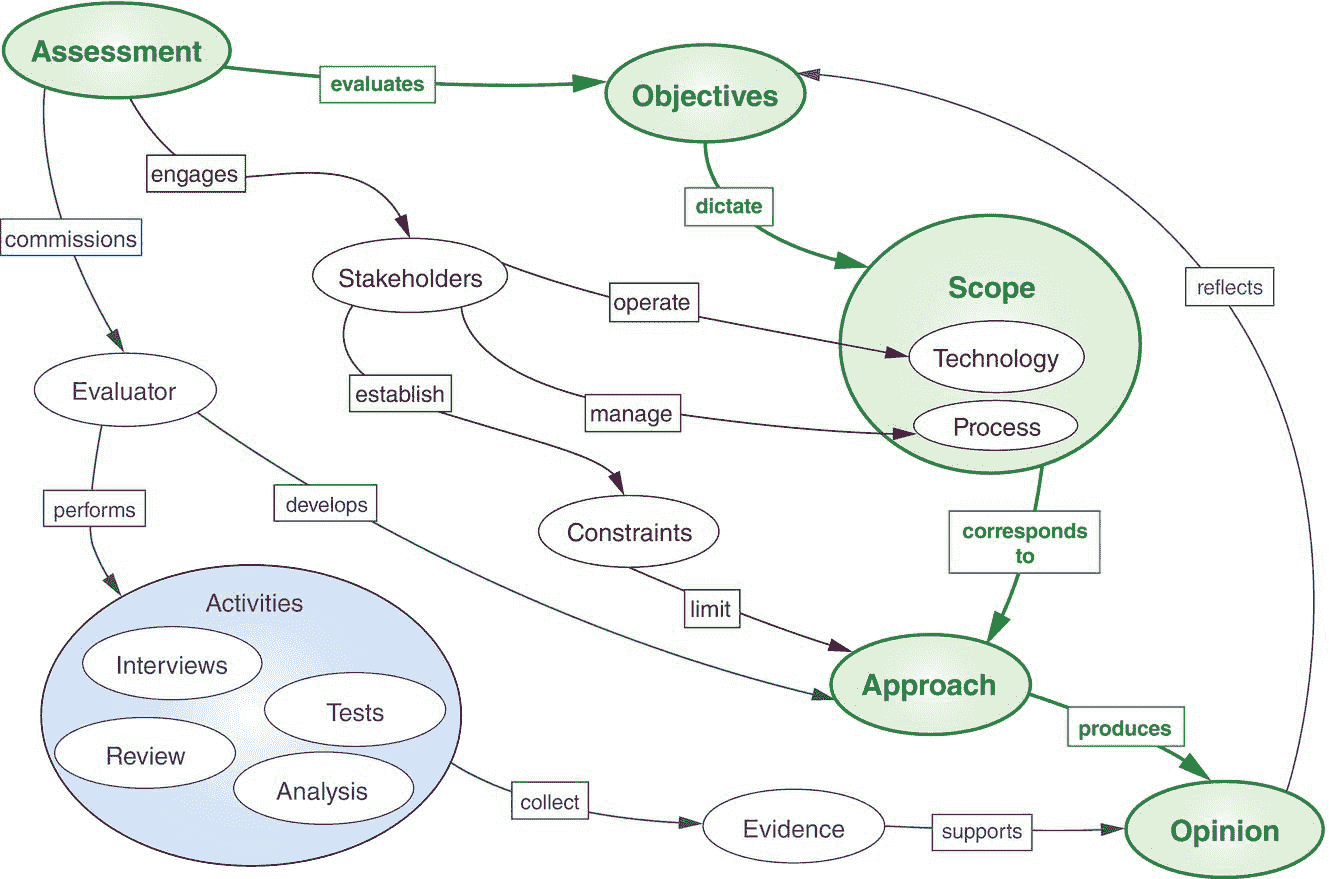 Assessment
evaluates
Objectives
engages
dictate
commissions
Stakeholders
operate
Scope
reflects
Technology
Evaluator
establish
manage
Process
performs
develops
Constraints
corresponds
to
Activities
limit
Interviews
Approach
Tests
Review
produces
Analysis
collect
Evidence
supports
Opinion